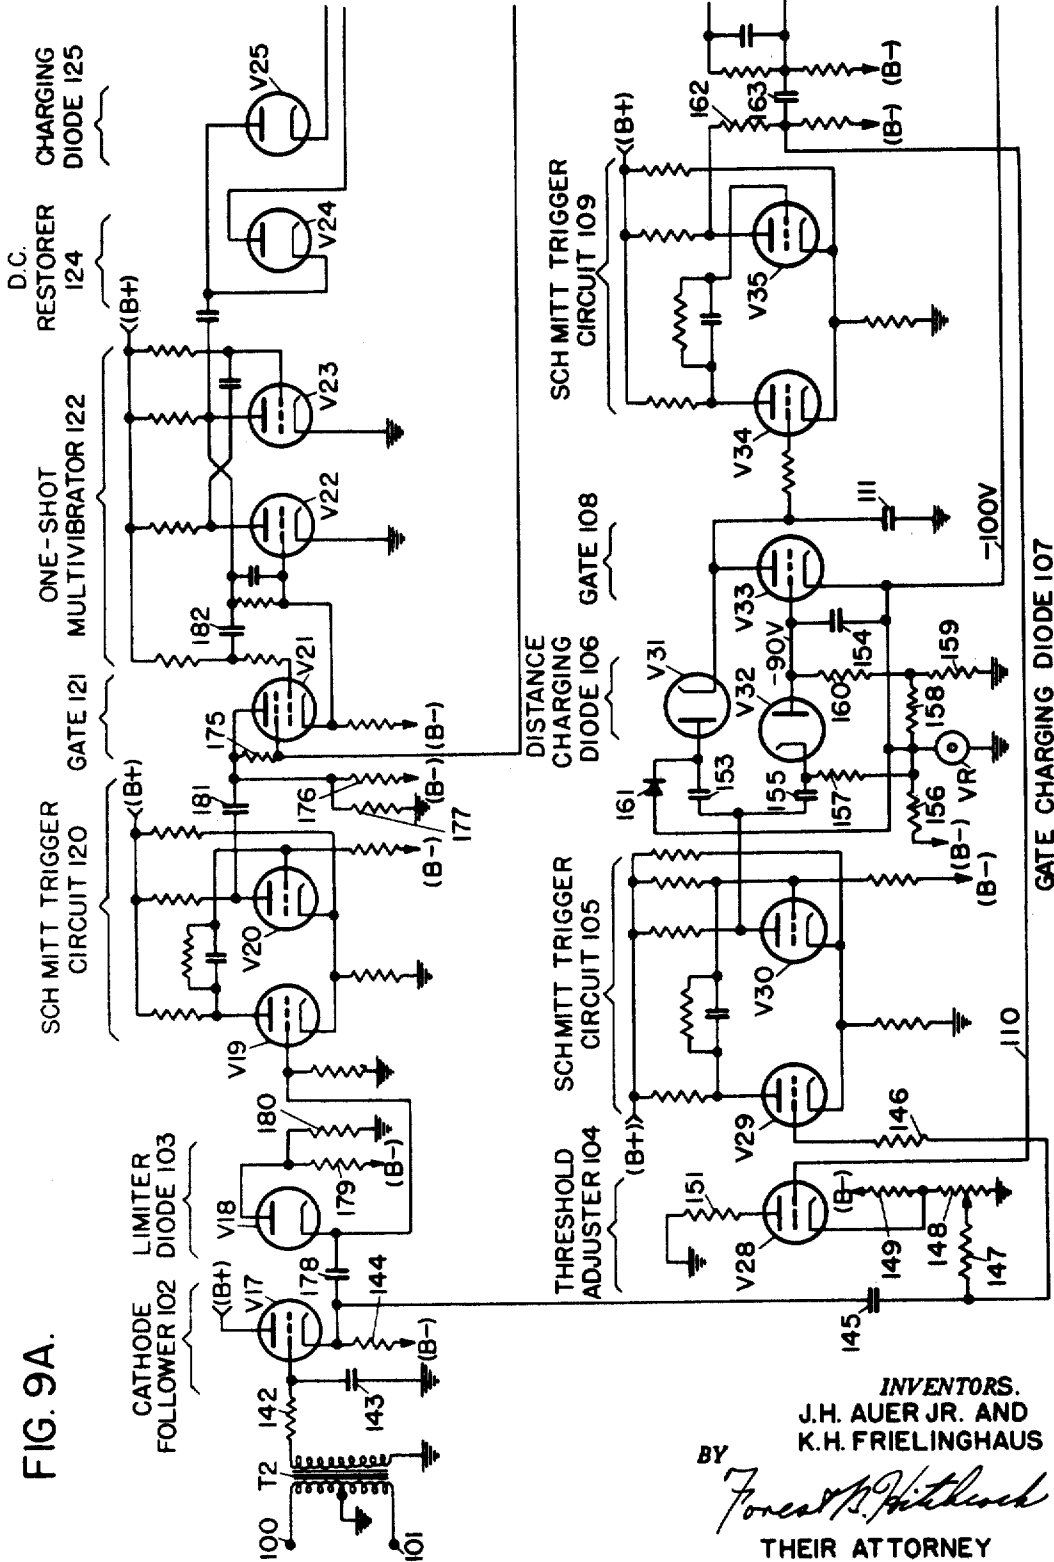 FIG. 9A.
CATHODE
FOLLOWER 102
LIMITER
DIODE 103
SCHMITT TRIGGER
CIRCUIT 120
GATE 121
ONE-SHOT
MULTIVIBRATOR 122
D.C.
RESTORER
124
CHARGING
DIODE 125
100
101
T2
142
143
(B+)
V17
144
(B-)
178
V18
179
(B-)
180
V19
V20
(B+)
(B-)
181
175
176
177
(B-)
V21
(B-)
182
V22
V23
(B+)
V24
V25
THRESHOLD
ADJUSTER 104
SCHMITT TRIGGER
CIRCUIT 105
DISTANCE
CHARGING
DIODE 106
GATE 108
SCHMITT TRIGGER
CIRCUIT 109
145
151
V28
(B-)
149
148
147
146
(B+)
V29
V30
(B-)
110
161
153
155
157
156
(B-)
VR
158
159
160
V31
V32
-90V
V33
154
111
-100V
V34
V35
(B+)
162
163
(B-)
(B-)
GATE CHARGING DIODE 107
INVENTORS.
J.H. AUER JR. AND
K.H. FRIELINGHAUS
BY
Forest B. Hitchcock
THEIR ATTORNEY